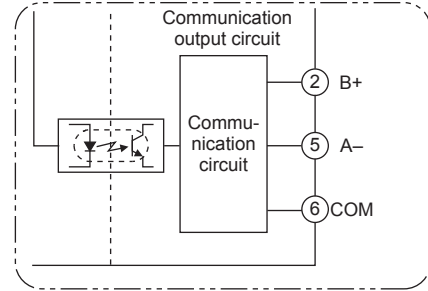 Communication
output circuit
2 B+
Commu-
nication
circuit
5 A–
6 COM